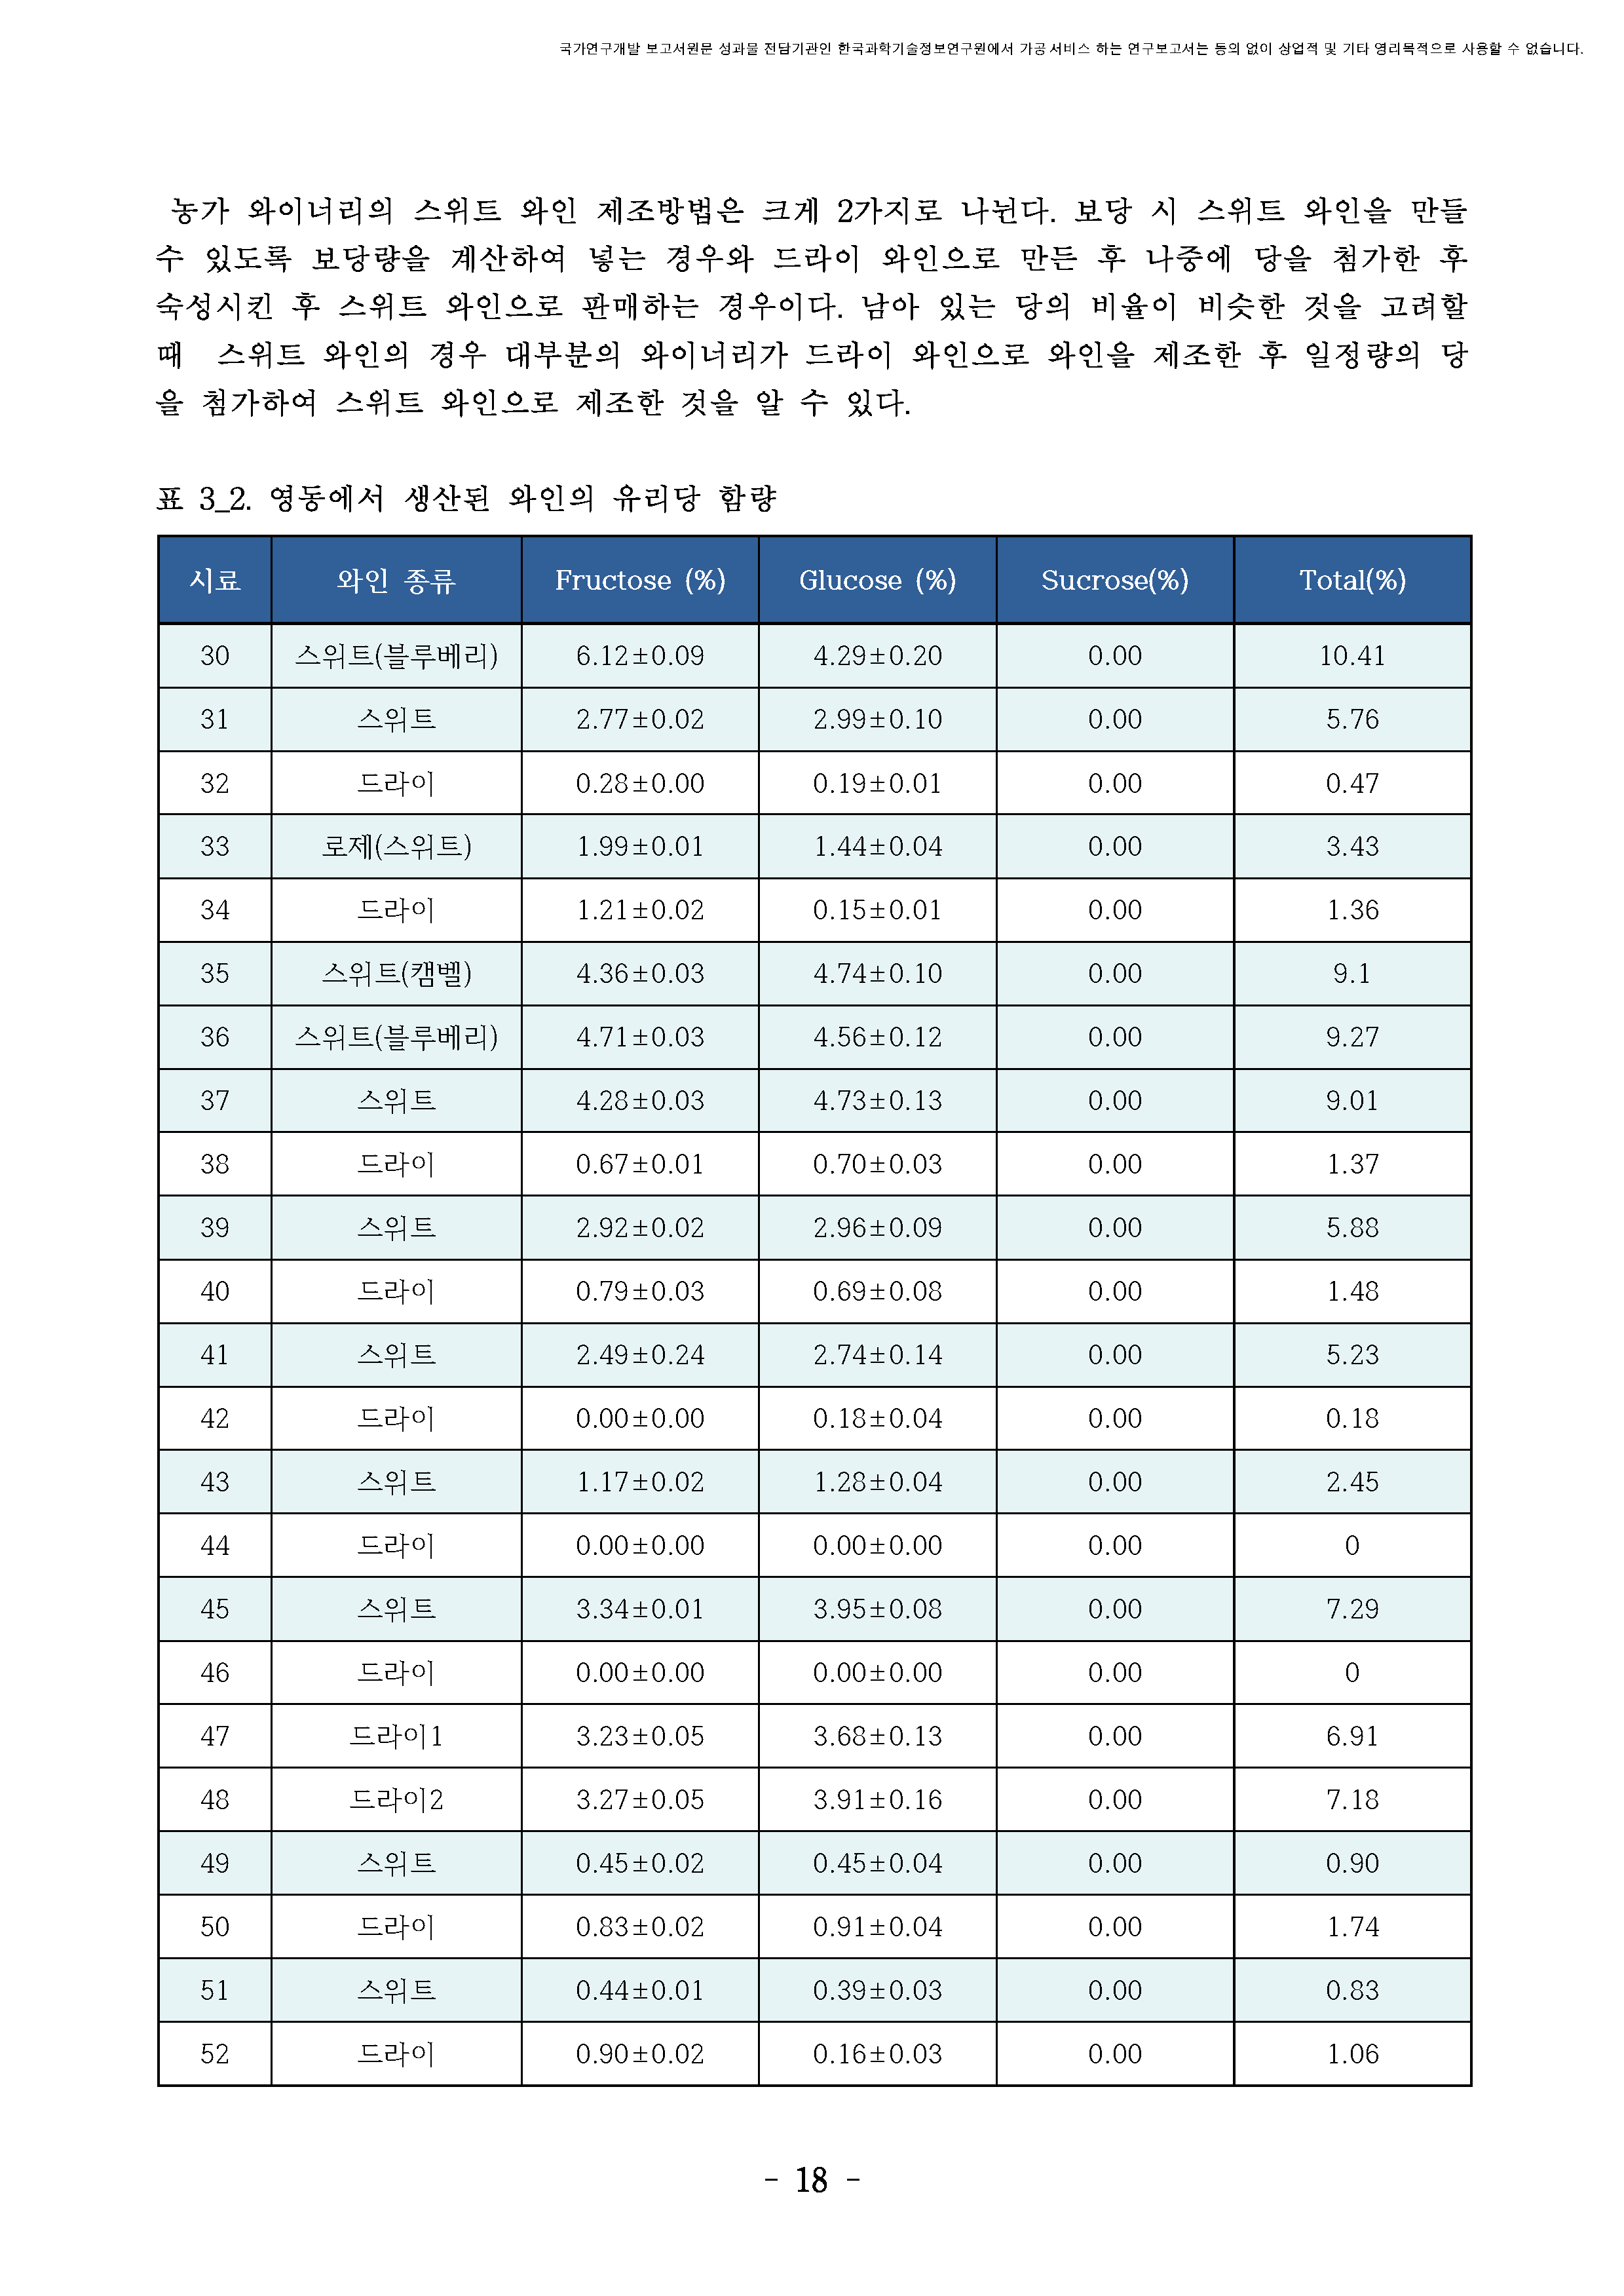 국가연구개발 보고서원문 성과물 전담기관인 한국과학기술정보연구원에서 가공·서비스 하는 연구보고서는 동의 없이 상업적 및 기타 영리목적으로 사용할 수 없습니다.
농가 와이너리의 스위트 와인 제조방법은 크게 2가지로 나뉜다. 보당 시 스위트 와인을 만들
수 있도록 보당량을 계산하여 넣는 경우와 드라이 와인으로 만든 후 나중에 당을 첨가한 후
숙성시킨 후 스위트 와인으로 판매하는 경우이다. 남아 있는 당의 비율이 비슷한 것을 고려할
때 스위트 와인의 경우 대부분의 와이너리가 드라이 와인으로 와인을 제조한 후 일정량의 당
을 첨가하여 스위트 와인으로 제조한 것을 알 수 있다.
표 3_2. 영동에서 생산된 와인의 유리당 함량
시료 와인 종류 Fructose (%) Glucose (%) Sucrose(%) Total(%)
30 스위트(블루베리) 6.12±0.09 4.29±0.20 0.00 10.41
31 스위트 2.77±0.02 2.99±0.10 0.00 5.76
32 드라이 0.28±0.00 0.19±0.01 0.00 0.47
33 로제(스위트) 1.99±0.01 1.44±0.04 0.00 3.43
34 드라이 1.21±0.02 0.15±0.01 0.00 1.36
35 스위트(캠벨) 4.36±0.03 4.74±0.10 0.00 9.1
36 스위트(블루베리) 4.71±0.03 4.56±0.12 0.00 9.27
37 스위트 4.28±0.03 4.73±0.13 0.00 9.01
38 드라이 0.67±0.01 0.70±0.03 0.00 1.37
39 스위트 2.92±0.02 2.96±0.09 0.00 5.88
40 드라이 0.79±0.03 0.69±0.08 0.00 1.48
41 스위트 2.49±0.24 2.74±0.14 0.00 5.23
42 드라이 0.00±0.00 0.18±0.04 0.00 0.18
43 스위트 1.17±0.02 1.28±0.04 0.00 2.45
44 드라이 0.00±0.00 0.00±0.00 0.00 0
45 스위트 3.34±0.01 3.95±0.08 0.00 7.29
46 드라이 0.00±0.00 0.00±0.00 0.00 0
47 드라이1 3.23±0.05 3.68±0.13 0.00 6.91
48 드라이2 3.27±0.05 3.91±0.16 0.00 7.18
49 스위트 0.45±0.02 0.45±0.04 0.00 0.90
50 드라이 0.83±0.02 0.91±0.04 0.00 1.74
51 스위트 0.44±0.01 0.39±0.03 0.00 0.83
52 드라이 0.90±0.02 0.16±0.03 0.00 1.06
- 18 -